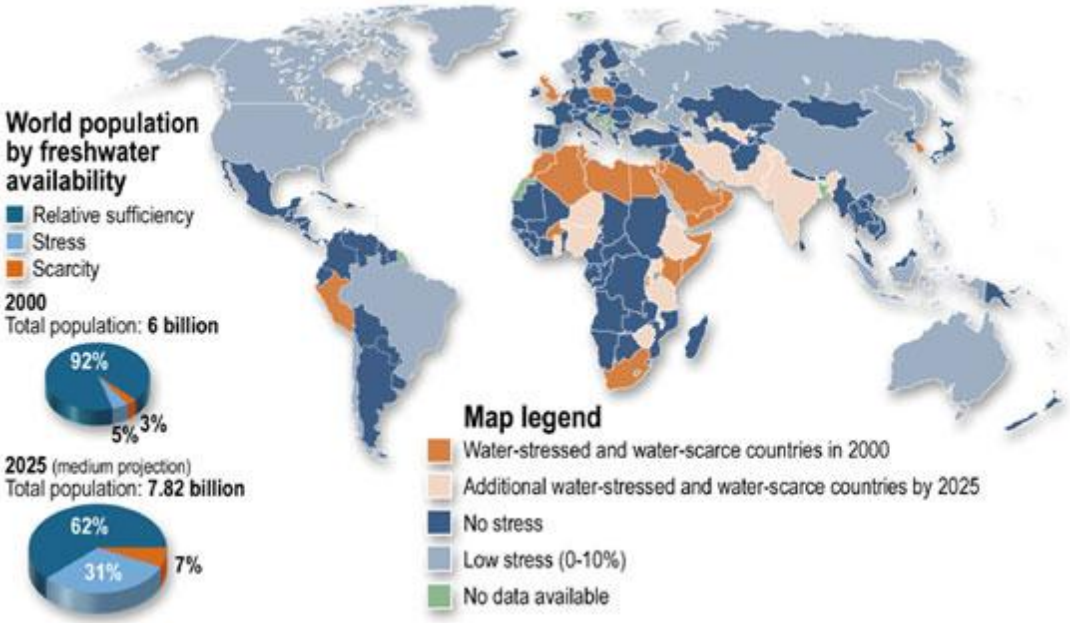 World population
by freshwater
availability
Relative sufficiency
Stress
Scarcity
2000
Total population: 6 billion
92%
5%
3%
2025 (medium projection)
Total population: 7.82 billion
62%
31%
7%
Map legend
Water-stressed and water-scarce countries in 2000
Additional water-stressed and water-scarce countries by 2025
No stress
Low stress (0-10%)
No data available